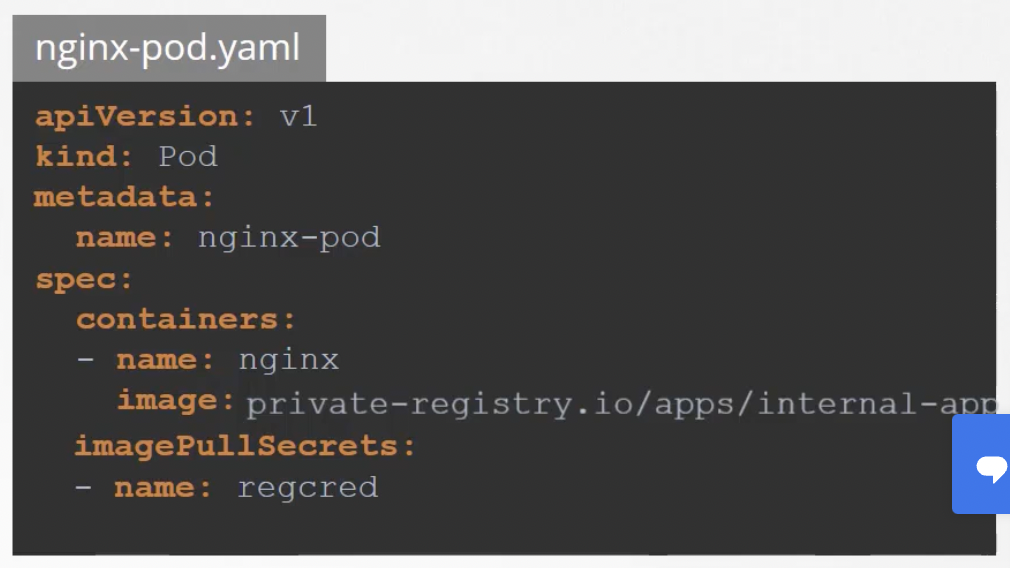 nginx-pod.yaml
apiVersion: v1
kind: Pod
metadata:
  name: nginx-pod
spec:
  containers:
  - name: nginx
    image: private-registry.io/apps/internal-app
  imagePullSecrets:
  - name: regcred